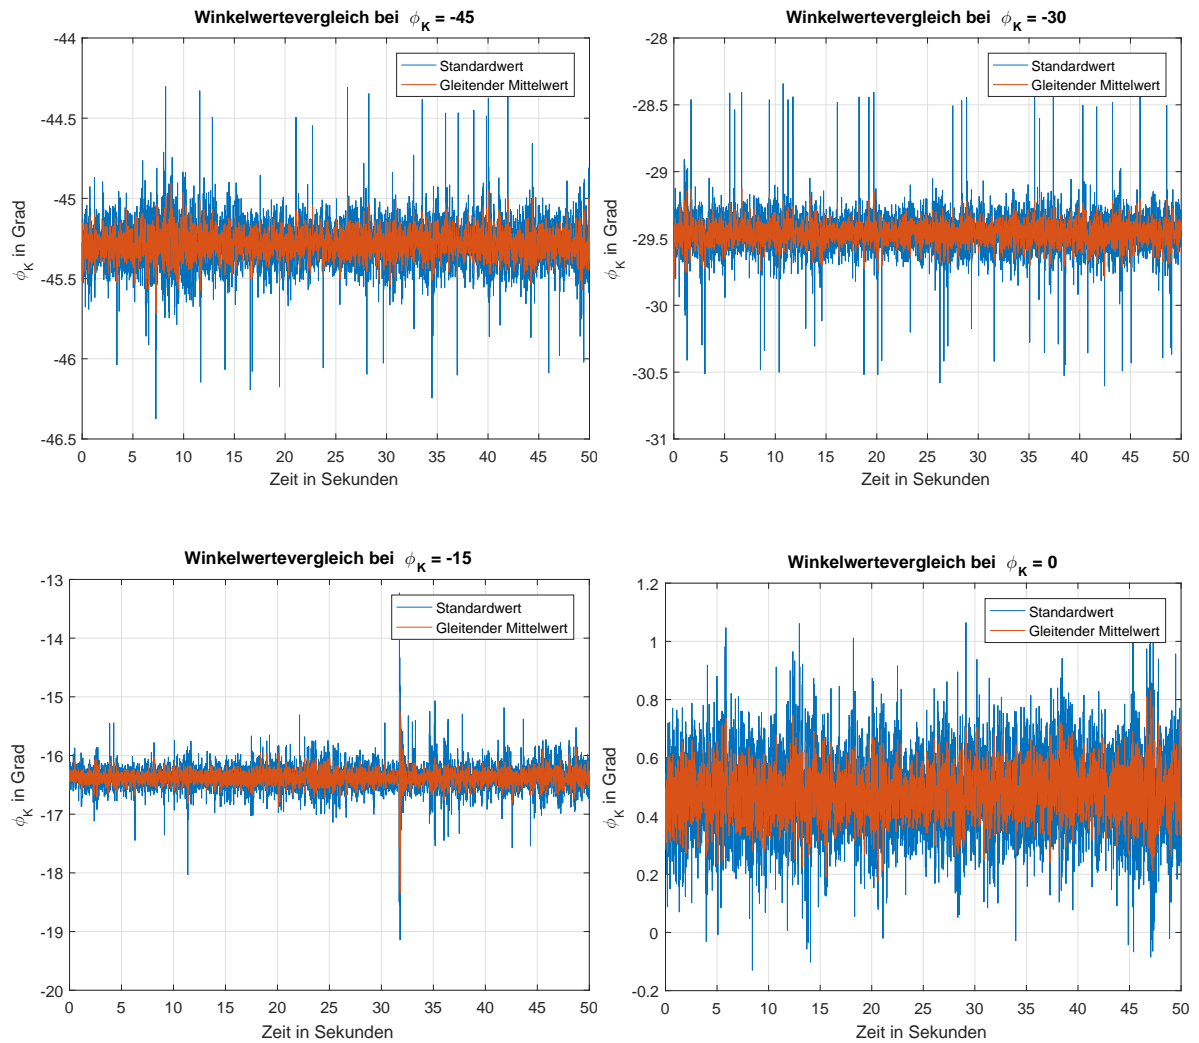 Winkelwertevergleich bei ϕK = -45
-44
-44.5
-45
-45.5
-46
-46.5
ϕK in Grad
Standardwert
Gleitender Mittelwert
0 5 10 15 20 25 30 35 40 45 50
Zeit in Sekunden
Winkelwertevergleich bei ϕK = -30
-28
-28.5
-29
-29.5
-30
-30.5
-31
ϕK in Grad
Standardwert
Gleitender Mittelwert
0 5 10 15 20 25 30 35 40 45 50
Zeit in Sekunden
Winkelwertevergleich bei ϕK = -15
-13
-14
-15
-16
-17
-18
-19
-20
ϕK in Grad
Standardwert
Gleitender Mittelwert
0 5 10 15 20 25 30 35 40 45 50
Zeit in Sekunden
Winkelwertevergleich bei ϕK = 0
1.2
1
0.8
0.6
0.4
0.2
0
-0.2
ϕK in Grad
Standardwert
Gleitender Mittelwert
0 5 10 15 20 25 30 35 40 45 50
Zeit in Sekunden